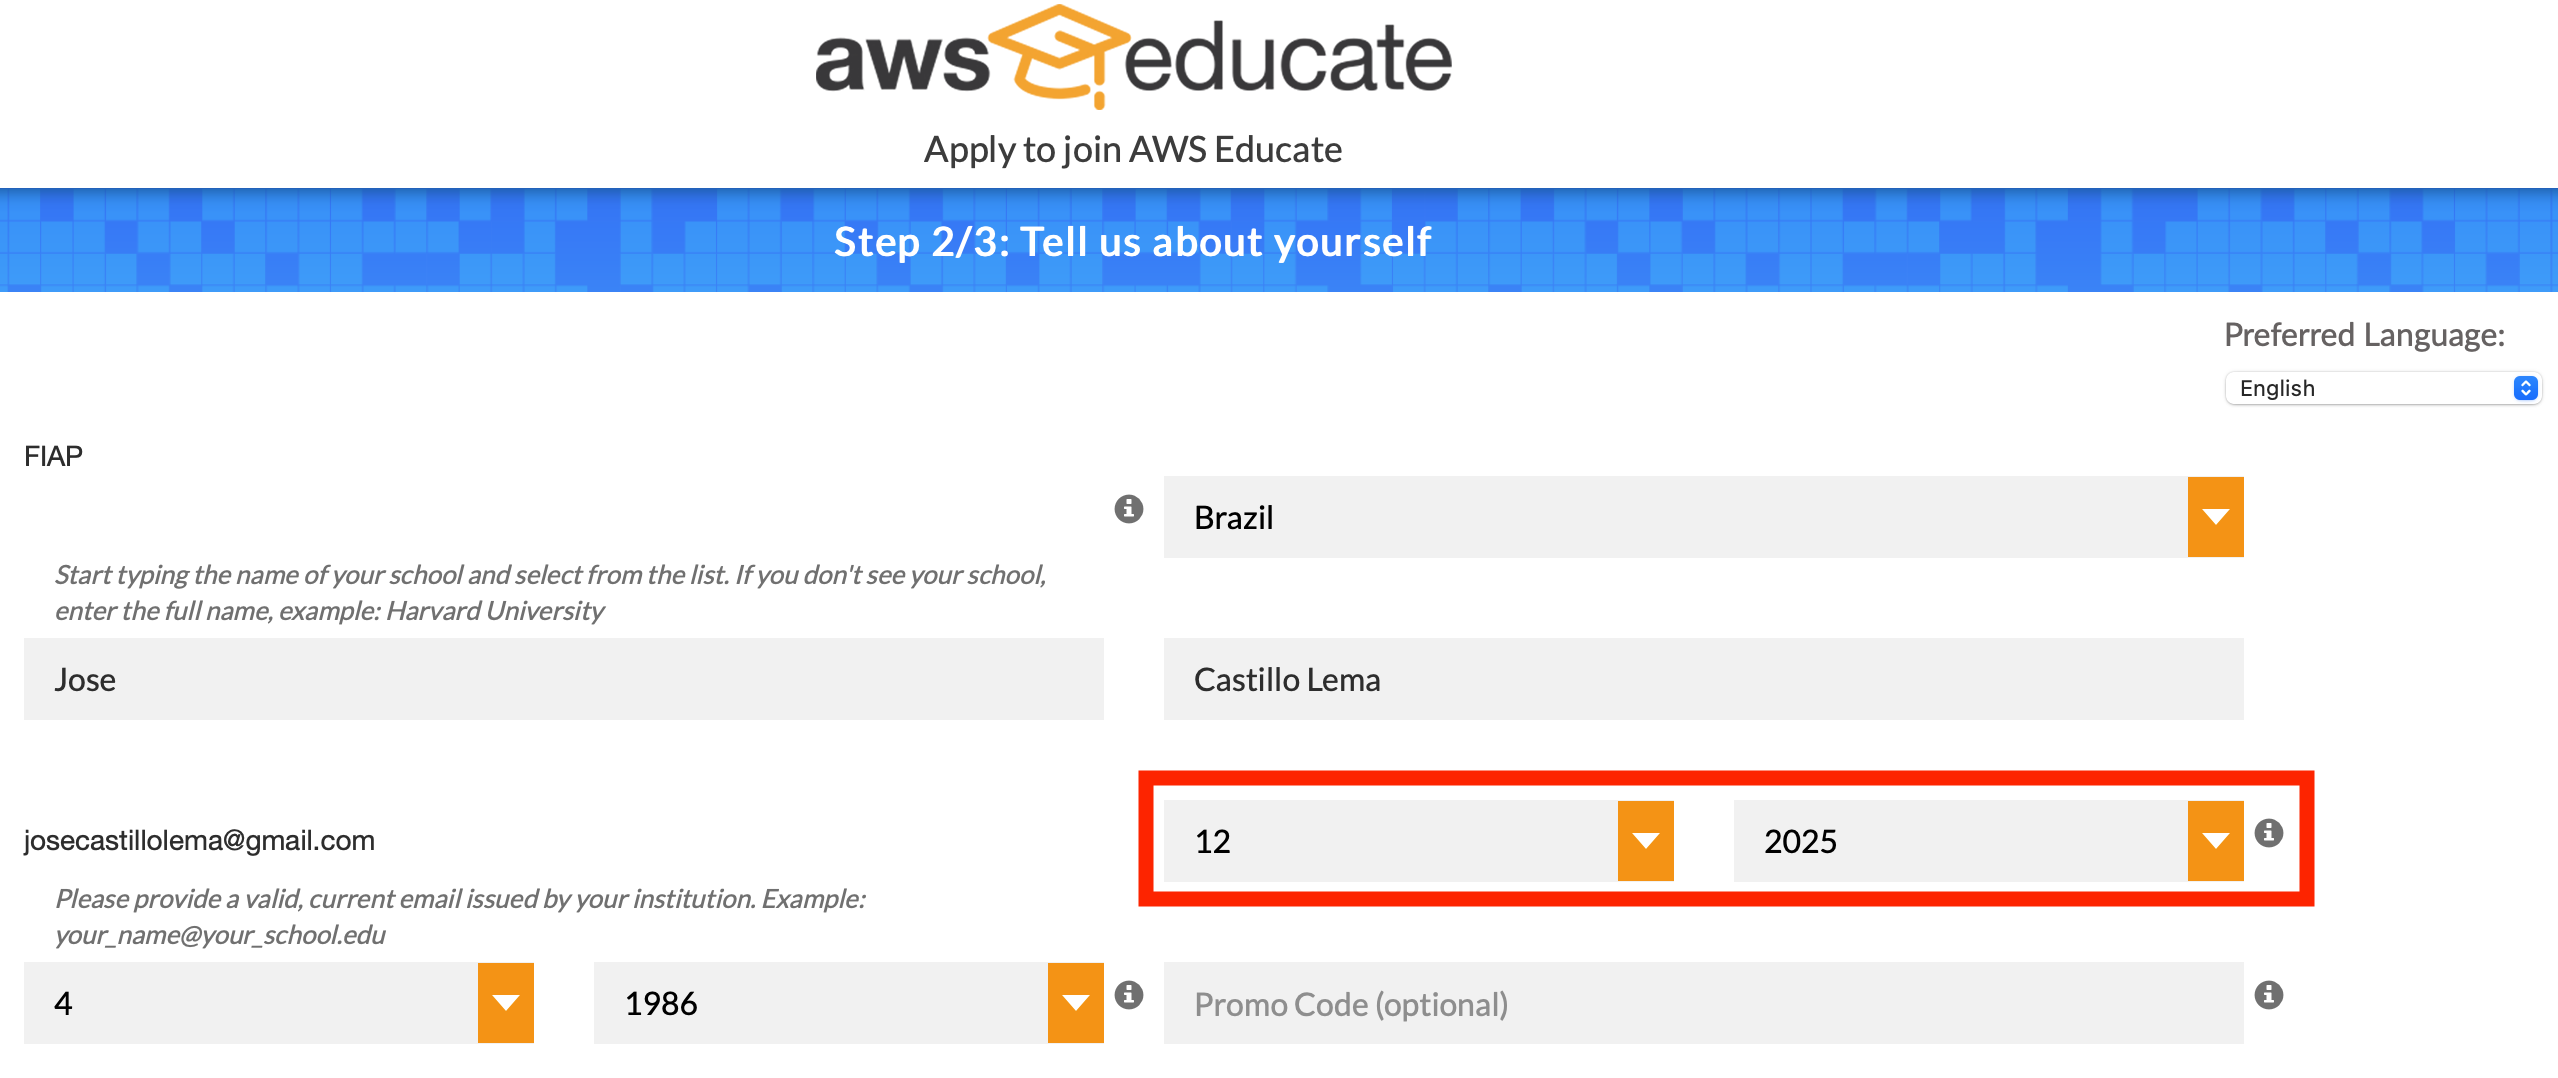 aws educate
Apply to join AWS Educate
Step 2/3: Tell us about yourself
Preferred Language:
English
FIAP
Brazil
Start typing the name of your school and select from the list. If you don't see your school,
enter the full name, example: Harvard University
Jose
Castillo Lema
josecastillolema@gmail.com
12
2025
Please provide a valid, current email issued by your institution. Example:
your_name@your_school.edu
4
1986
Promo Code (optional)